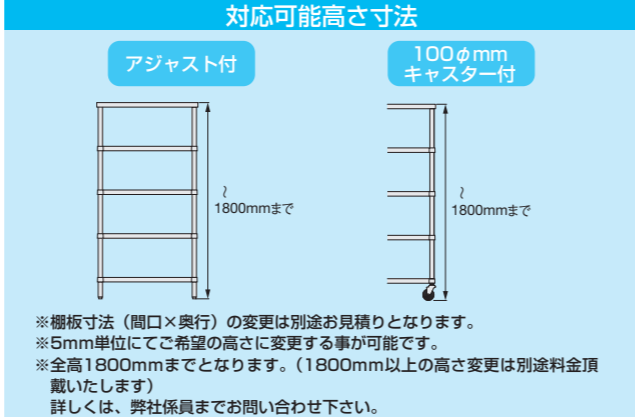 対応可能高さ寸法
アジャスト付
100φmm
キャスター付
～
1800mmまで
～
1800mmまで
※棚板寸法（間口×奥行）の変更は別途お見積りとなります。
※5mm単位にてご希望の高さに変更する事が可能です。
※全高1800mmまでとなります。（1800mm以上の高さ変更は別途料金頂
戴いたします）
詳しくは、弊社係員までお問い合わせ下さい。